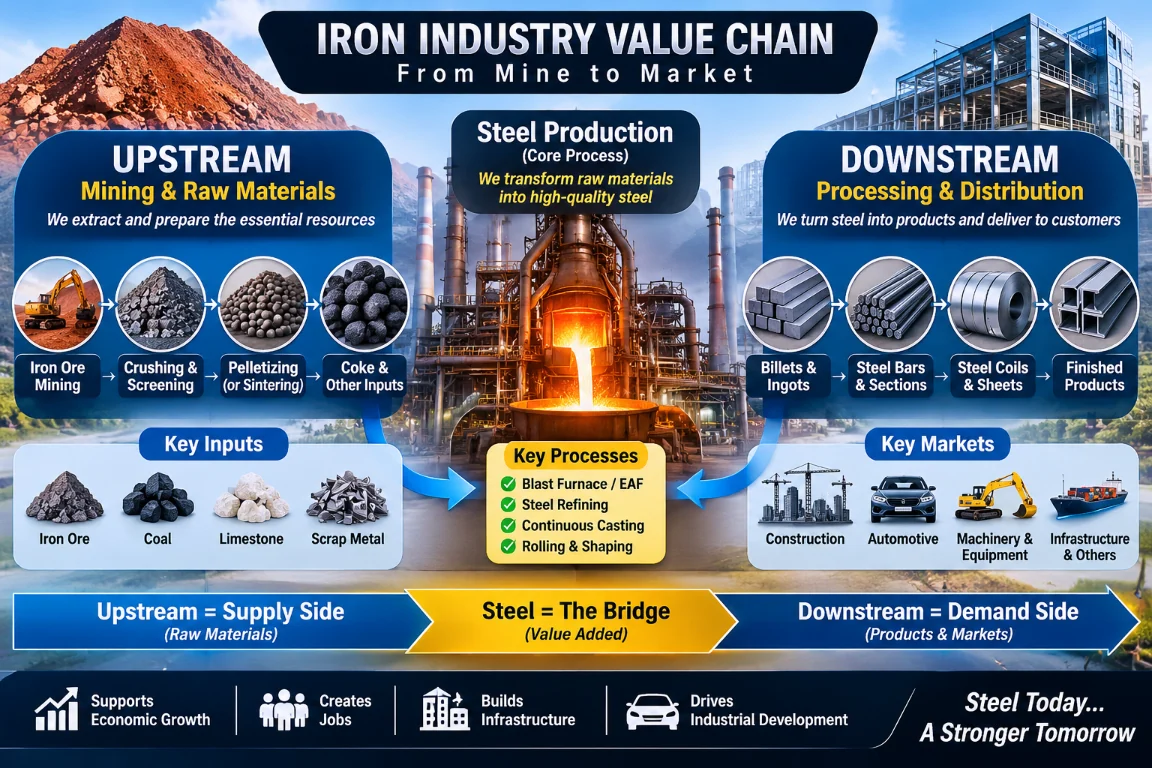 IRON INDUSTRY VALUE CHAIN
From Mine to Market
UPSTREAM
Mining & Raw Materials
We extract and prepare the essential resources
Iron Ore
Mining
Crushing &
Screening
Pelletizing
(or Sintering)
Coke &
Other Inputs
Key Inputs
Iron Ore
Coal
Limestone
Scrap Metal
Steel Production
(Core Process)
We transform raw materials
into high-quality steel
Key Processes
Blast Furnace / EAF
Steel Refining
Continuous Casting
Rolling & Shaping
DOWNSTREAM
Processing & Distribution
We turn steel into products and deliver to customers
Billets &
Ingots
Steel Bars
& Sections
Steel Coils
& Sheets
Finished
Products
Key Markets
Construction
Automotive
Machinery &
Equipment
Infrastructure
& Others
Upstream = Supply Side
(Raw Materials)
Steel = The Bridge
(Value Added)
Downstream = Demand Side
(Products & Markets)
Supports
Economic Growth
Creates
Jobs
Builds
Infrastructure
Drives
Industrial Development
Steel Today...
A Stronger Tomorrow